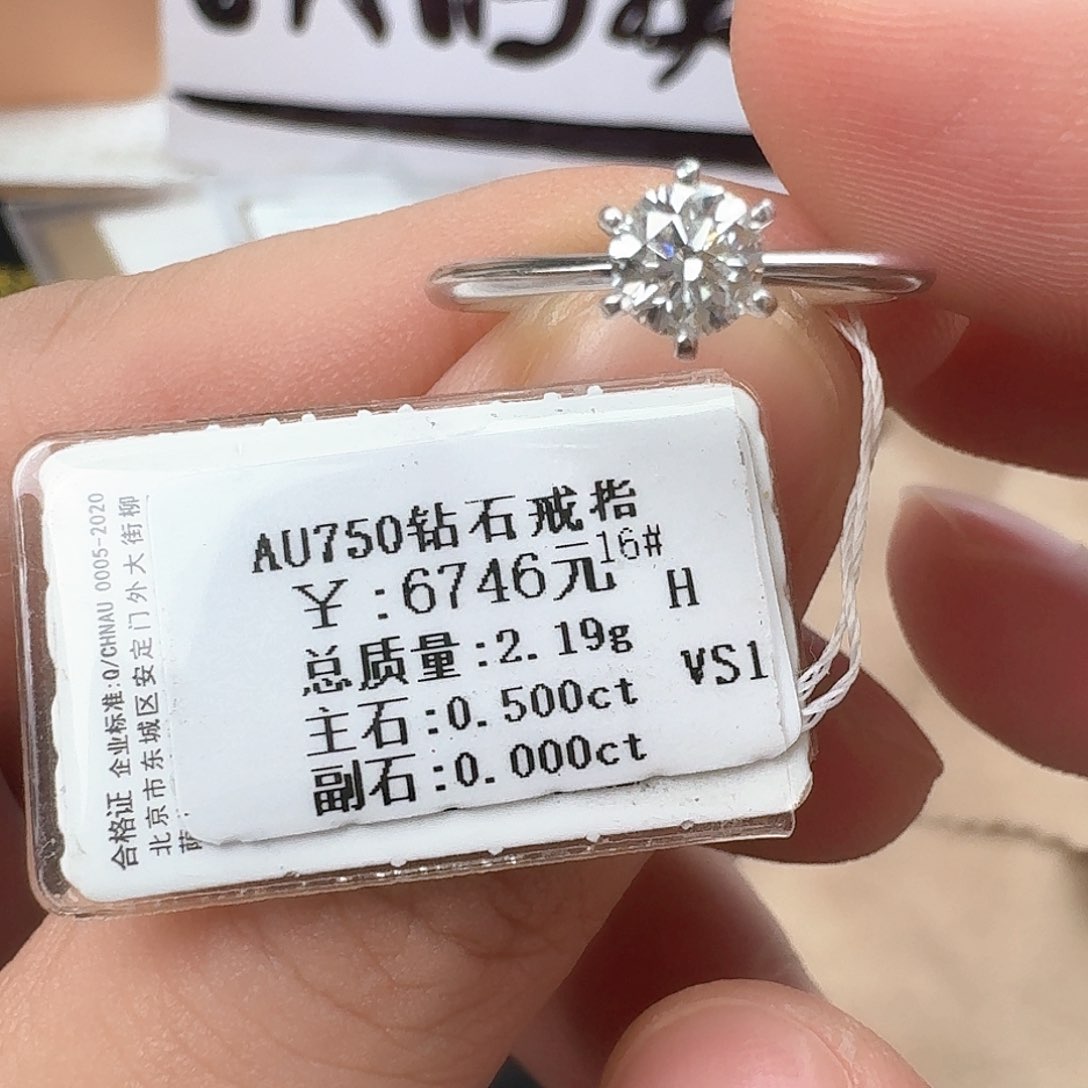 AU750钻石戒指
16#
￥:6746元
H
总质量:2.19g
VS1
主石:0.500ct
副石:0.000ct
合格证 企业标准:Q/CHNAU 0005-2020
北京市东城区安定门外大街柳